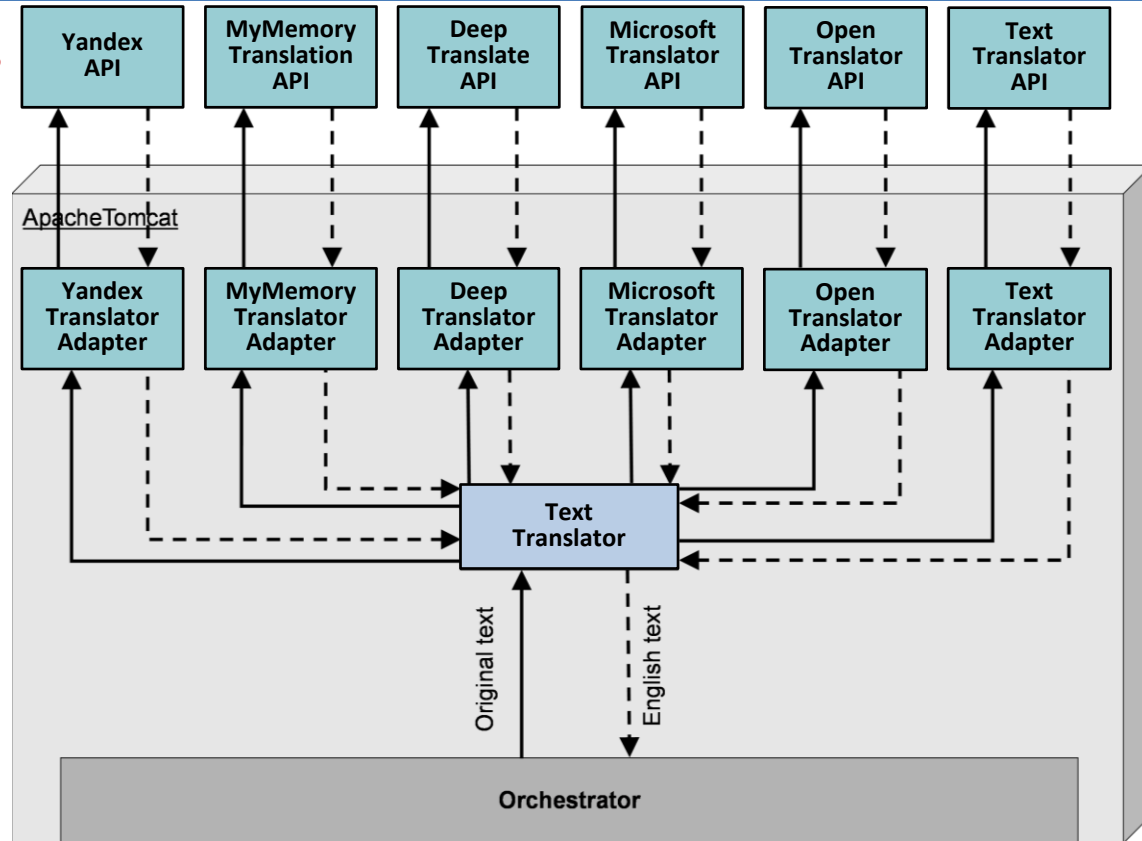 Yandex
API
MyMemory
Translation
API
Deep
Translate
API
Microsoft
Translator
API
Open
Translator
API
Text
Translator
API
ApacheTomcat
Yandex
Translator
Adapter
MyMemory
Translator
Adapter
Deep
Translator
Adapter
Microsoft
Translator
Adapter
Open
Translator
Adapter
Text
Translator
Adapter
Text
Translator
Original text
English text
Orchestrator